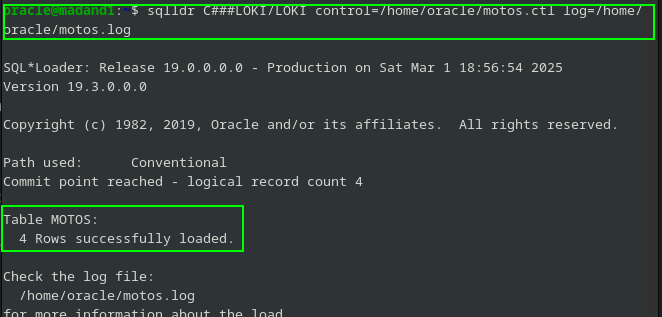 oracle@madandi: $ sqlldr C###LOKI/LOKI control=/home/oracle/motos.ctl log=/home/
oracle/motos.log
SQL*Loader: Release 19.0.0.0.0 - Production on Sat Mar 1 18:56:54 2025
Version 19.3.0.0.0
Copyright (c) 1982, 2019, Oracle and/or its affiliates.  All rights reserved.
Path used:      Conventional
Commit point reached - logical record count 4
Table MOTOS:
  4 Rows successfully loaded.
Check the log file:
  /home/oracle/motos.log
for more information about the load